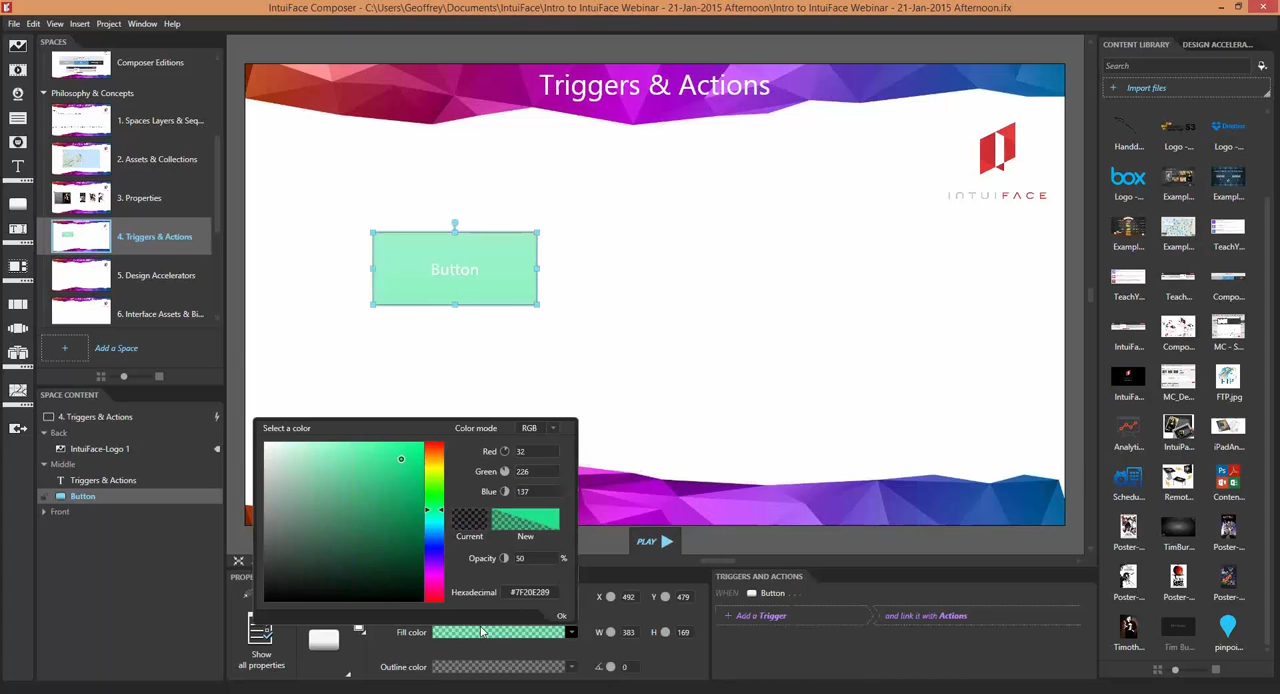 IntuiFace Composer - C:\Users\Geoffrey\Documents\IntuiFace\Intro to IntuiFace Webinar - 21-Jan-2015 Afternoon\Intro to IntuiFace Webinar - 21-Jan-2015 Afternoon.ifx
File Edit View Insert Project Window Help
SPACES
Composer Editions
Philosophy & Concepts
1. Spaces Layers & Seq...
2. Assets & Collections
3. Properties
4. Triggers & Actions
5. Design Accelerators
6. Interface Assets & Bi...
+ Add a Space
SPACE CONTENT
4. Triggers & Actions
Back
IntuiFace-Logo 1
Middle
T Triggers & Actions
Button
Front
Triggers & Actions
INTUIFACE
Button
PLAY
Select a color
Color mode RGB
Red 32
Green 226
Blue 137
Current New
Opacity 50 %
Hexadecimal #7F20E289
Ok
Show
all properties
Fill color
Outline color
X 492 Y 479
W 383 H 169
0
TRIGGERS AND ACTIONS
WHEN Button ...
+ Add a Trigger and link it with Actions
CONTENT LIBRARY DESIGN ACCELERA...
Search
+ Import files
Handd... Logo -... Logo -...
box
Logo -... Exampl... Exampl...
Exampl... Exampl... TeachY...
TeachY... Teach... Compo...
IntuiFa... Compo... MC - S...
IntuiFa... MC_De... FTP.jpg
Analyti... IntuiPa... iPadAn...
Schedu... Remot... Conten...
Poster-... TimBur... Poster-...
Poster-... Poster-... Poster-...
Timoth... Tim Bu... pinpoi...